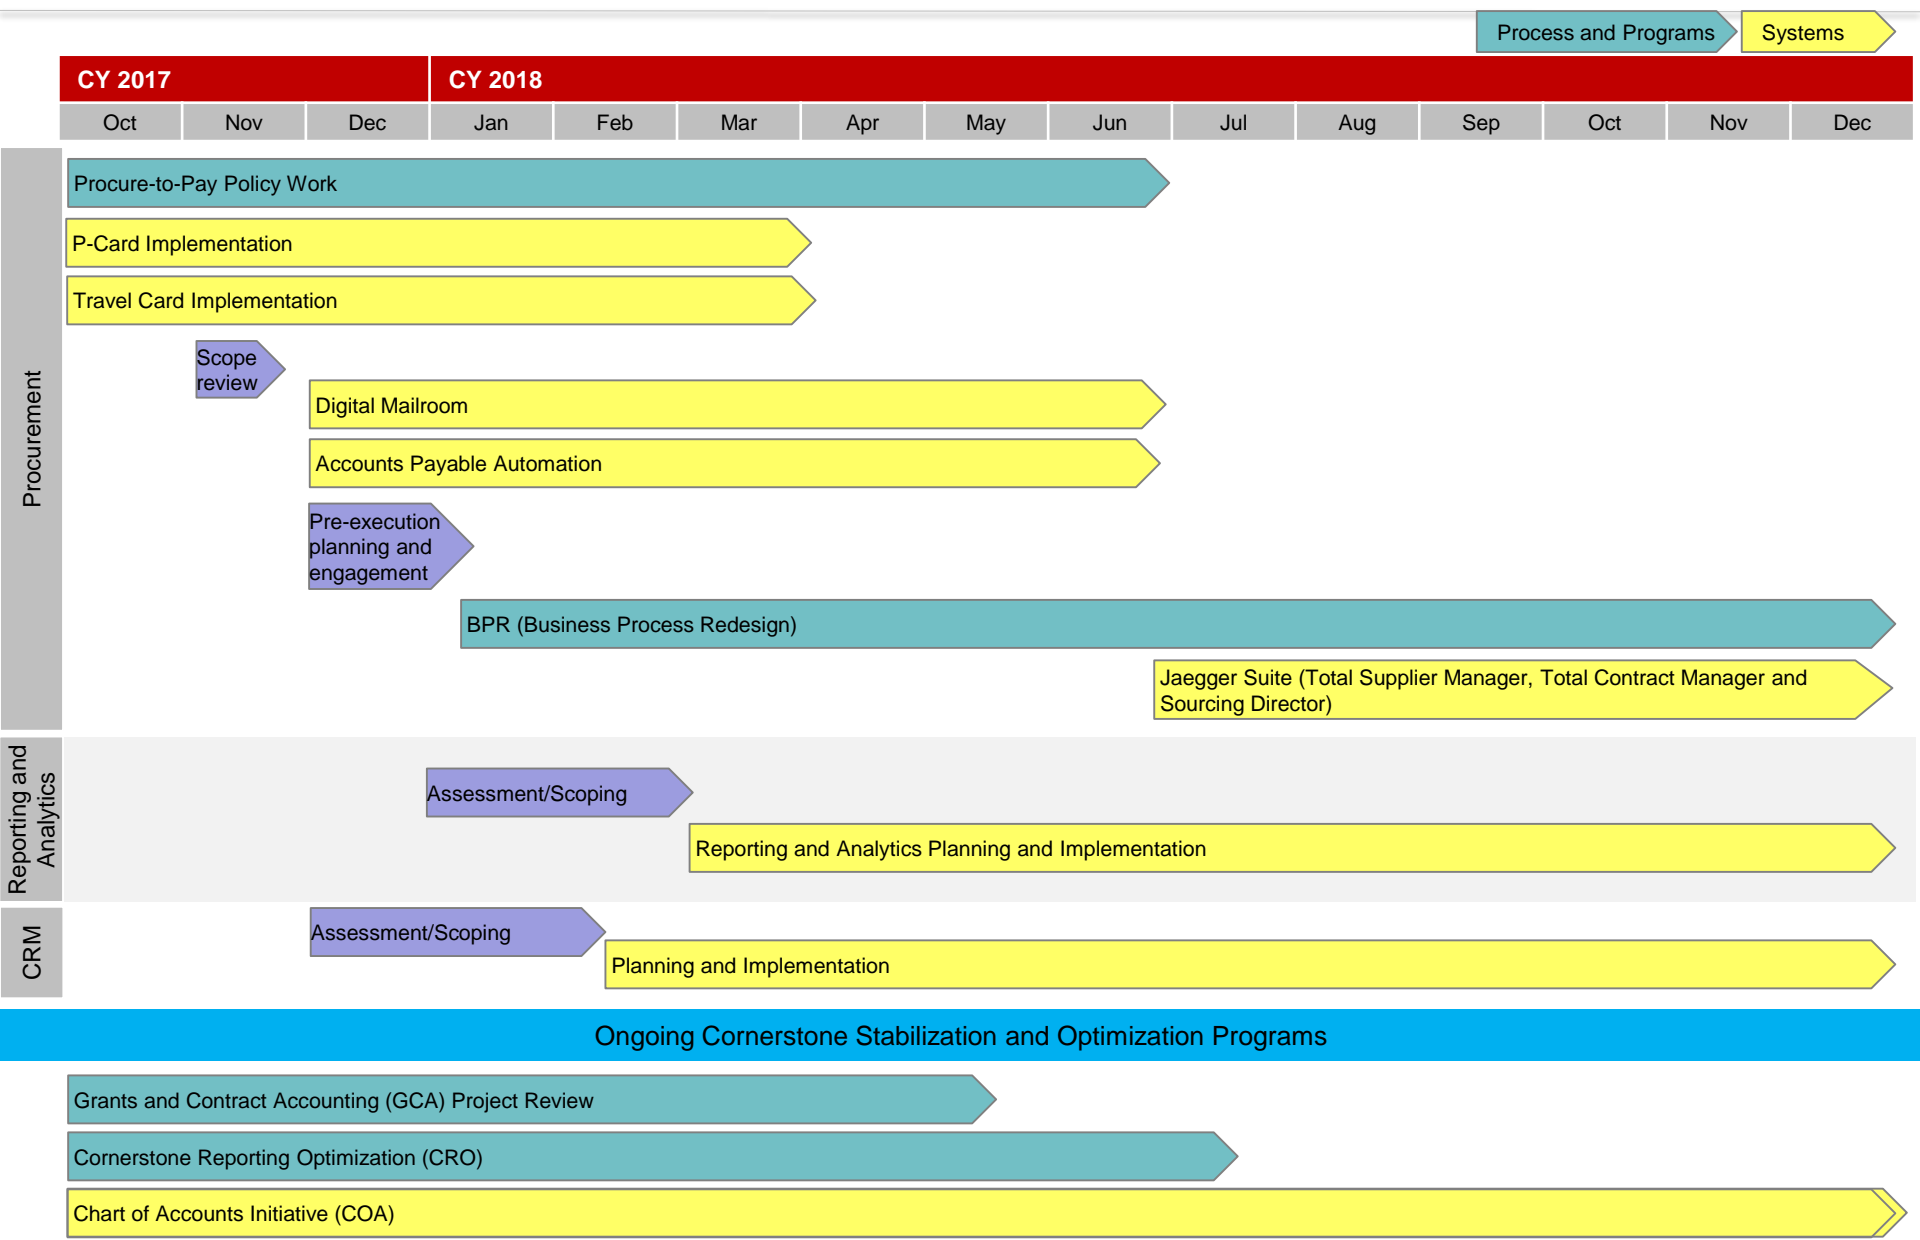 Process and Programs
Systems
CY 2017
CY 2018
Oct
Nov
Dec
Jan
Feb
Mar
Apr
May
Jun
Jul
Aug
Sep
Oct
Nov
Dec
Procurement
Procure-to-Pay Policy Work
P-Card Implementation
Travel Card Implementation
Scope
review
Digital Mailroom
Accounts Payable Automation
Pre-execution
planning and
engagement
BPR (Business Process Redesign)
Jaegger Suite (Total Supplier Manager, Total Contract Manager and
Sourcing Director)
Reporting and
Analytics
Assessment/Scoping
Reporting and Analytics Planning and Implementation
CRM
Assessment/Scoping
Planning and Implementation
Ongoing Cornerstone Stabilization and Optimization Programs
Grants and Contract Accounting (GCA) Project Review
Cornerstone Reporting Optimization (CRO)
Chart of Accounts Initiative (COA)